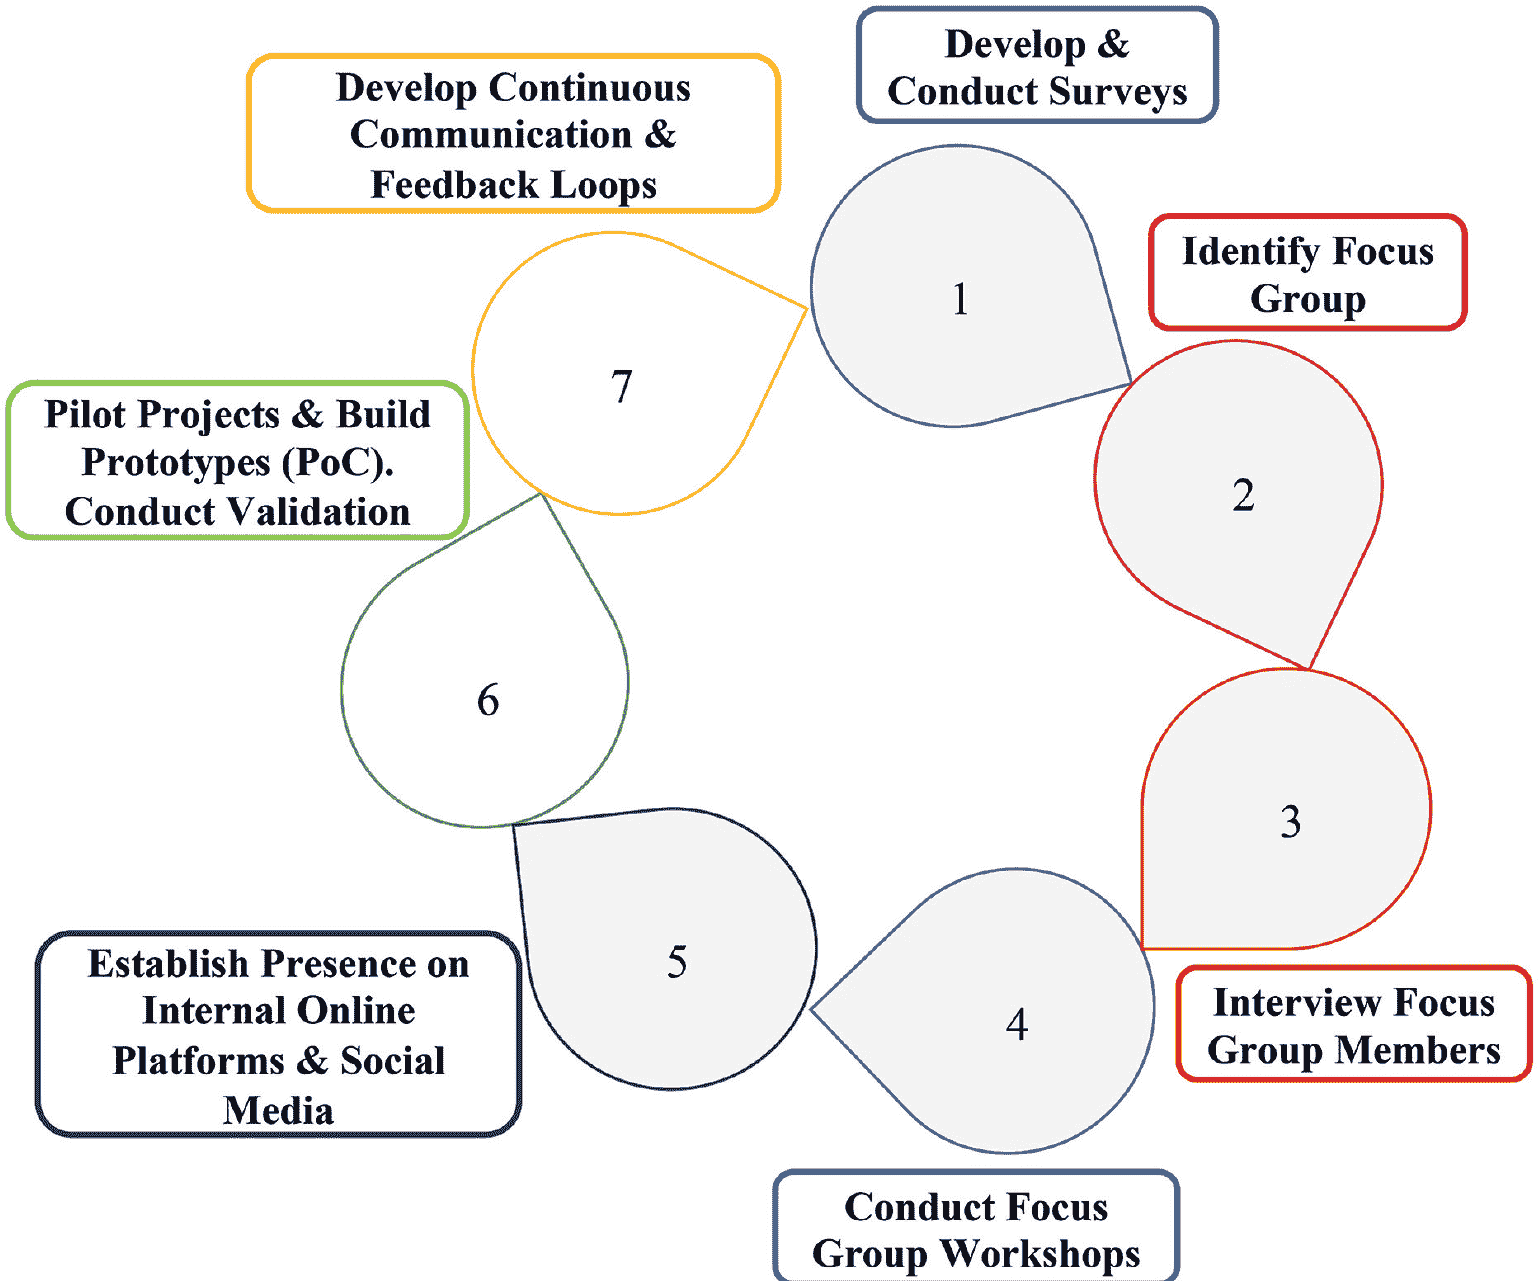 Develop &
Conduct Surveys
1
Identify Focus
Group
2
3
Interview Focus
Group Members
4
Conduct Focus
Group Workshops
5
Establish Presence on
Internal Online
Platforms & Social
Media
6
Pilot Projects & Build
Prototypes (PoC).
Conduct Validation
7
Develop Continuous
Communication &
Feedback Loops